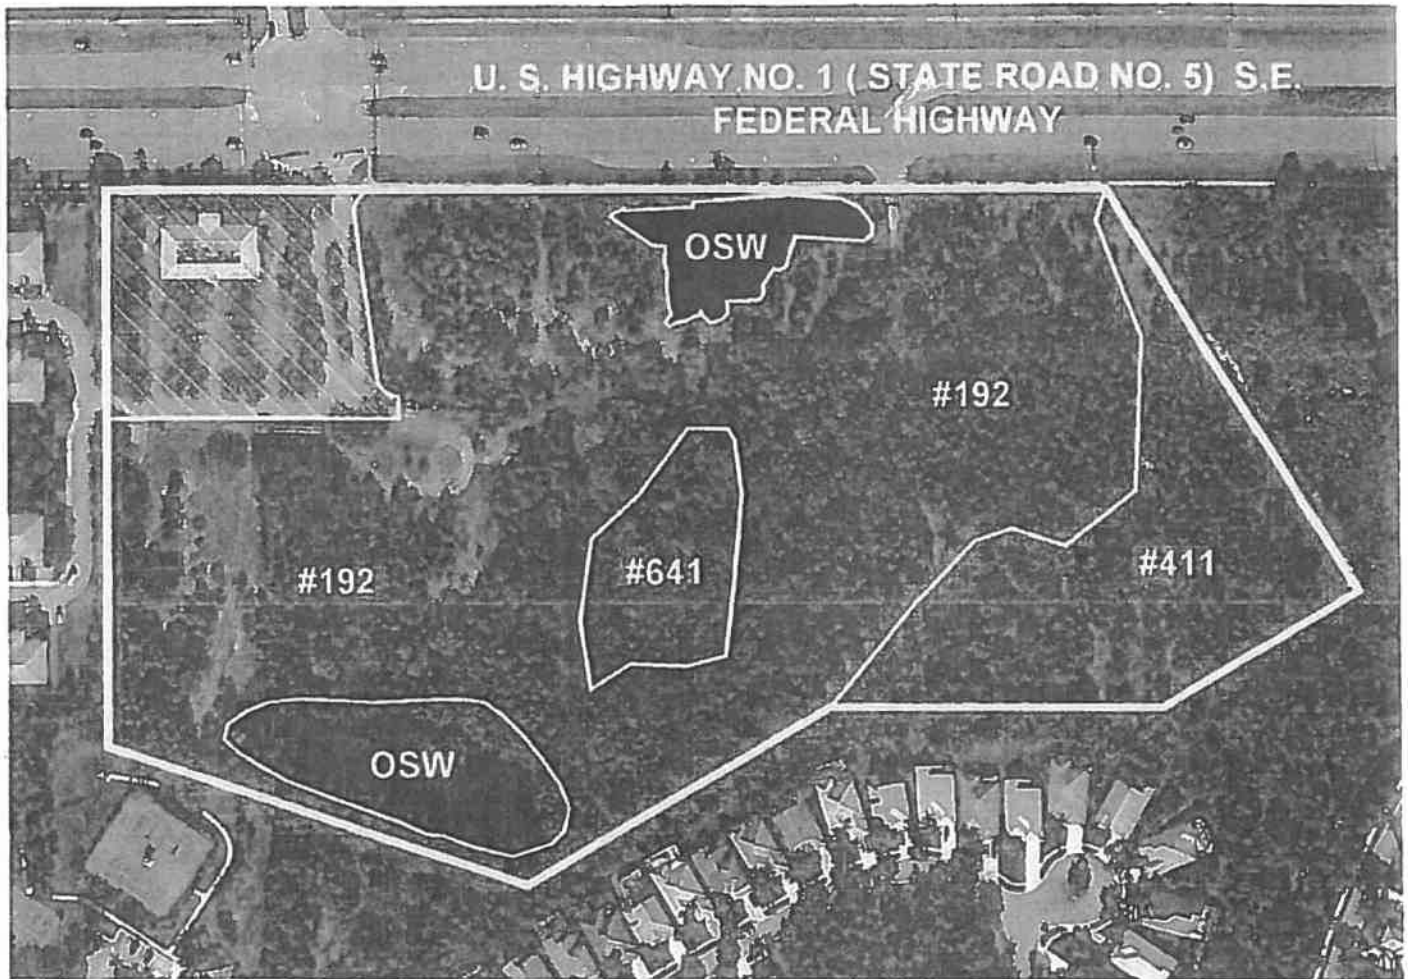 U. S. HIGHWAY NO. 1 ( STATE ROAD NO. 5) S.E.
FEDERAL HIGHWAY
OSW
#192
#641
#411
#192
OSW